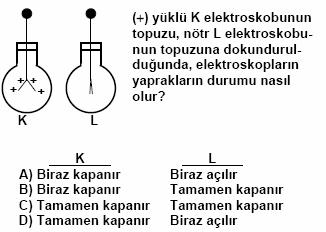 (+) yüklü K elektroskobunun
topuzu, nötr L elektroskobu-
nun topuzuna dokundurul-
duğunda, elektroskopların
yaprakların durumu nasıl
olur?
+ + + +
K L
K L
A) Biraz kapanır Biraz açılır
B) Biraz kapanır Tamamen kapanır
C) Tamamen kapanır Tamamen kapanır
D) Tamamen kapanır Biraz açılır